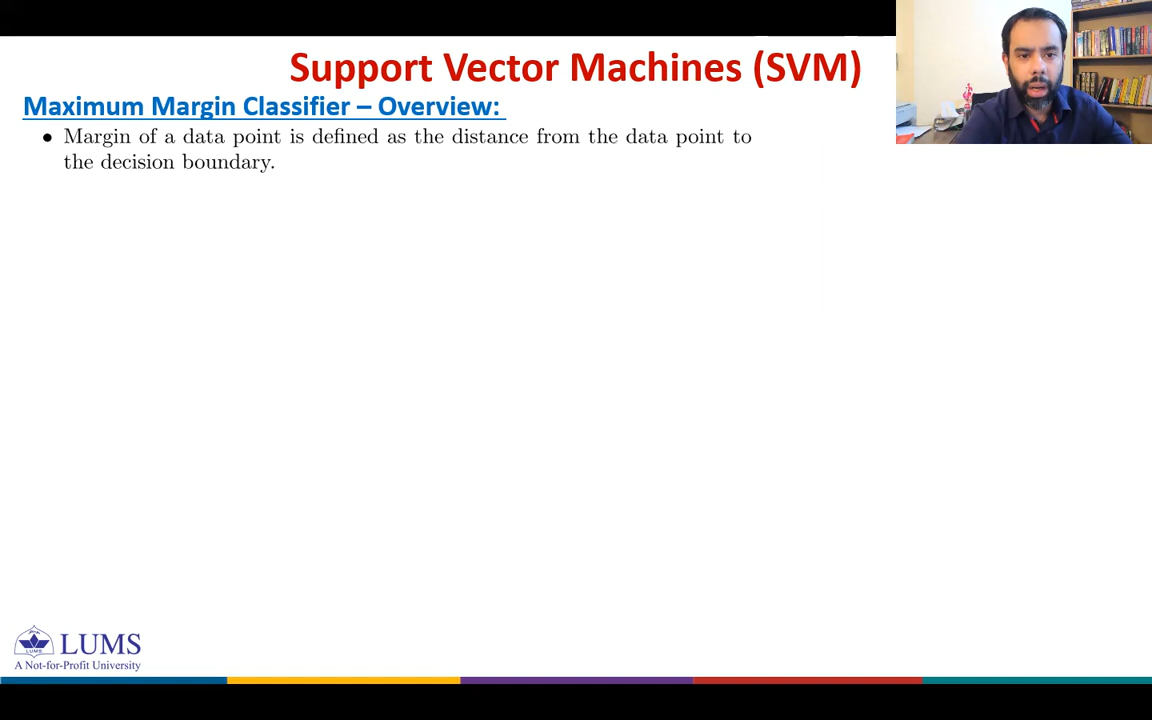 Support Vector Machines (SVM)
Maximum Margin Classifier – Overview:
• Margin of a data point is defined as the distance from the data point to
the decision boundary.
LUMS
LUMS
A Not-for-Profit University